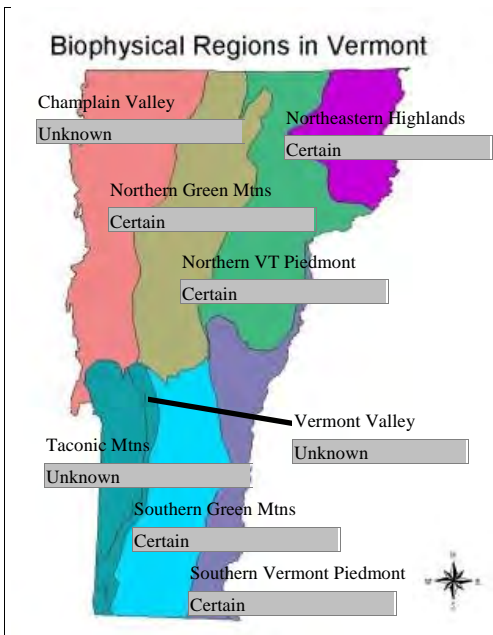 Biophysical Regions in Vermont
Champlain Valley
Unknown
Northeastern Highlands
Certain
Northern Green Mtns
Certain
Northern VT Piedmont
Certain
Vermont Valley
Unknown
Taconic Mtns
Unknown
Southern Green Mtns
Certain
Southern Vermont Piedmont
Certain